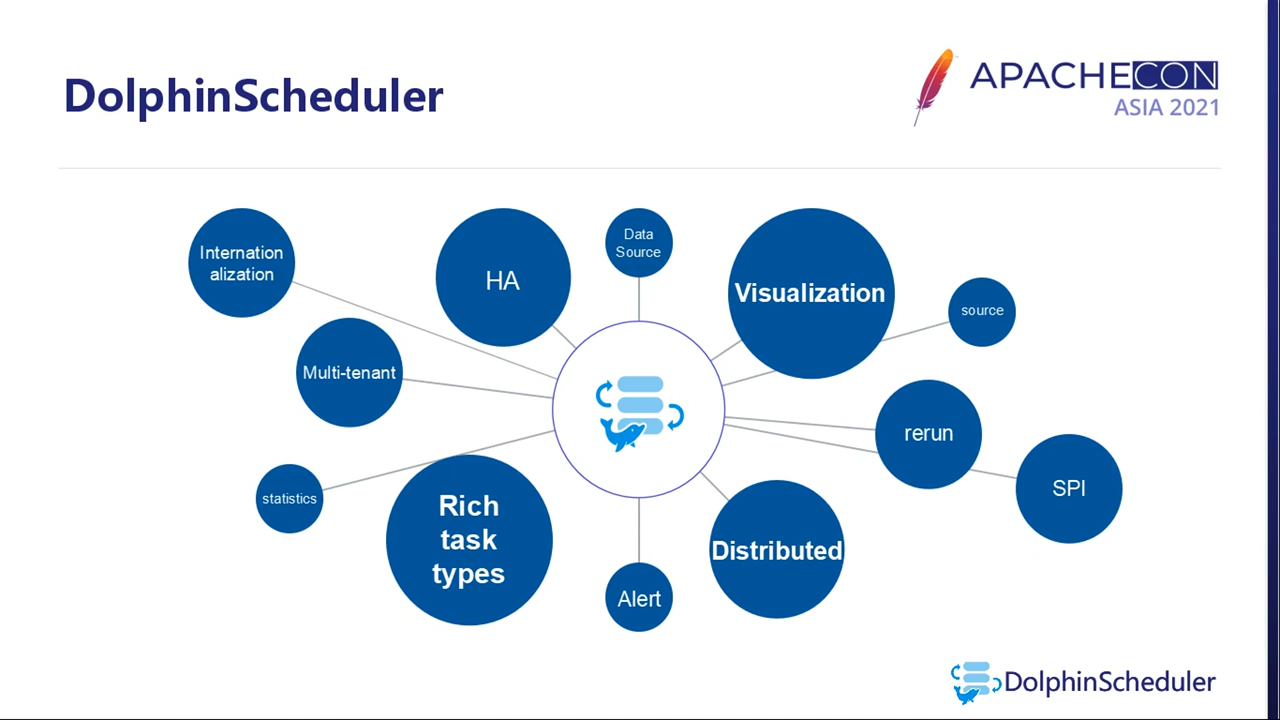 DolphinScheduler
APACHECON
ASIA 2021
Internation
alization
HA
Data
Source
Visualization
source
Multi-tenant
rerun
statistics
SPI
Rich
task
types
Distributed
Alert
DolphinScheduler